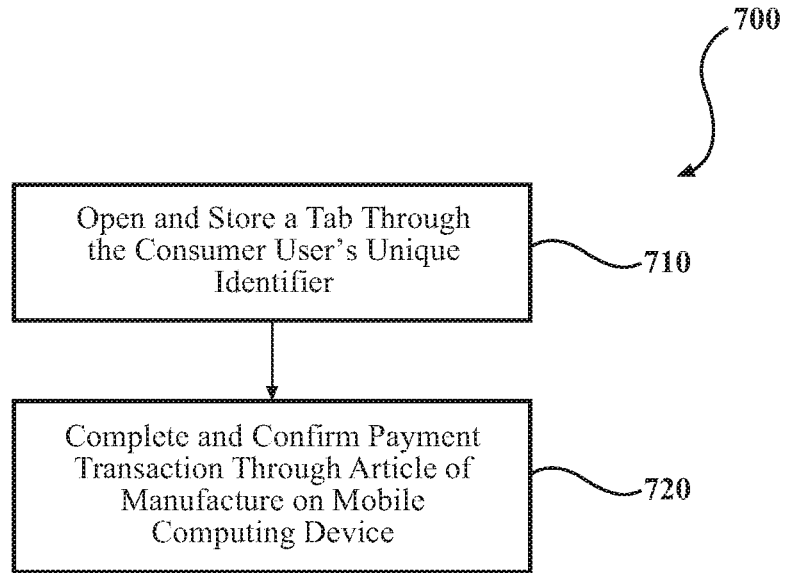 700
Open and Store a Tab Through
the Consumer User's Unique
Identifier
710
Complete and Confirm Payment
Transaction Through Article of
Manufacture on Mobile
Computing Device
720